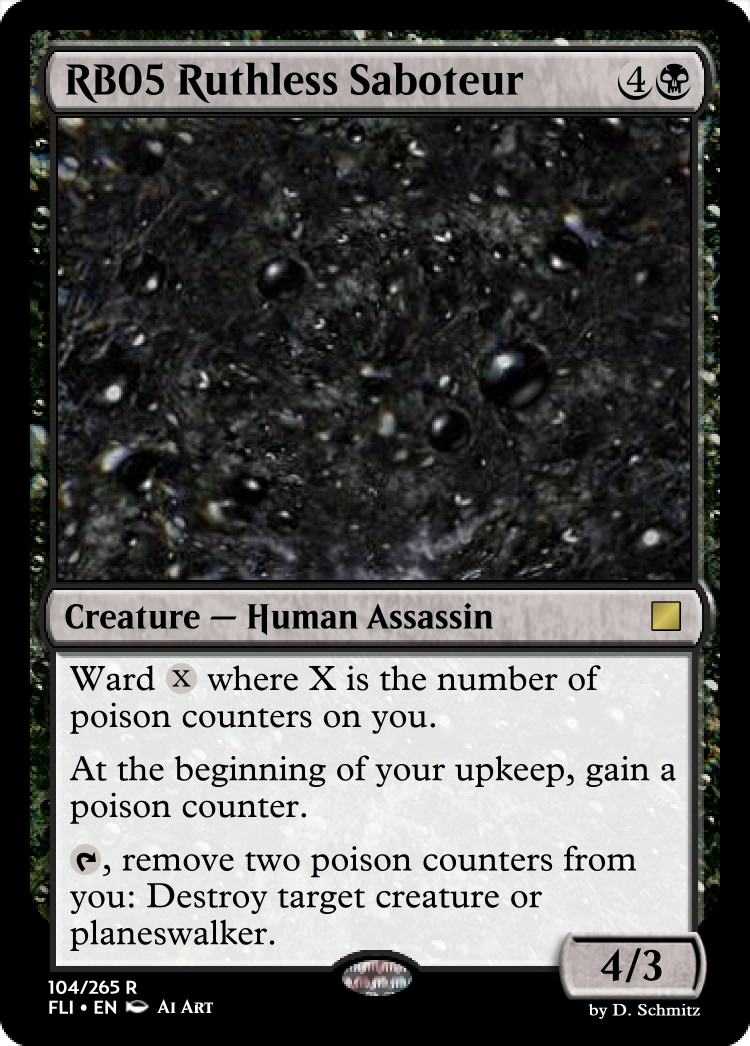 RB05 Ruthless Saboteur 4
Creature — Human Assassin
Ward X where X is the number of
poison counters on you.
At the beginning of your upkeep, gain a
poison counter.
, remove two poison counters from
you: Destroy target creature or
planeswalker.
4/3
104/265 R
FLI • EN AI ART
by D. Schmitz